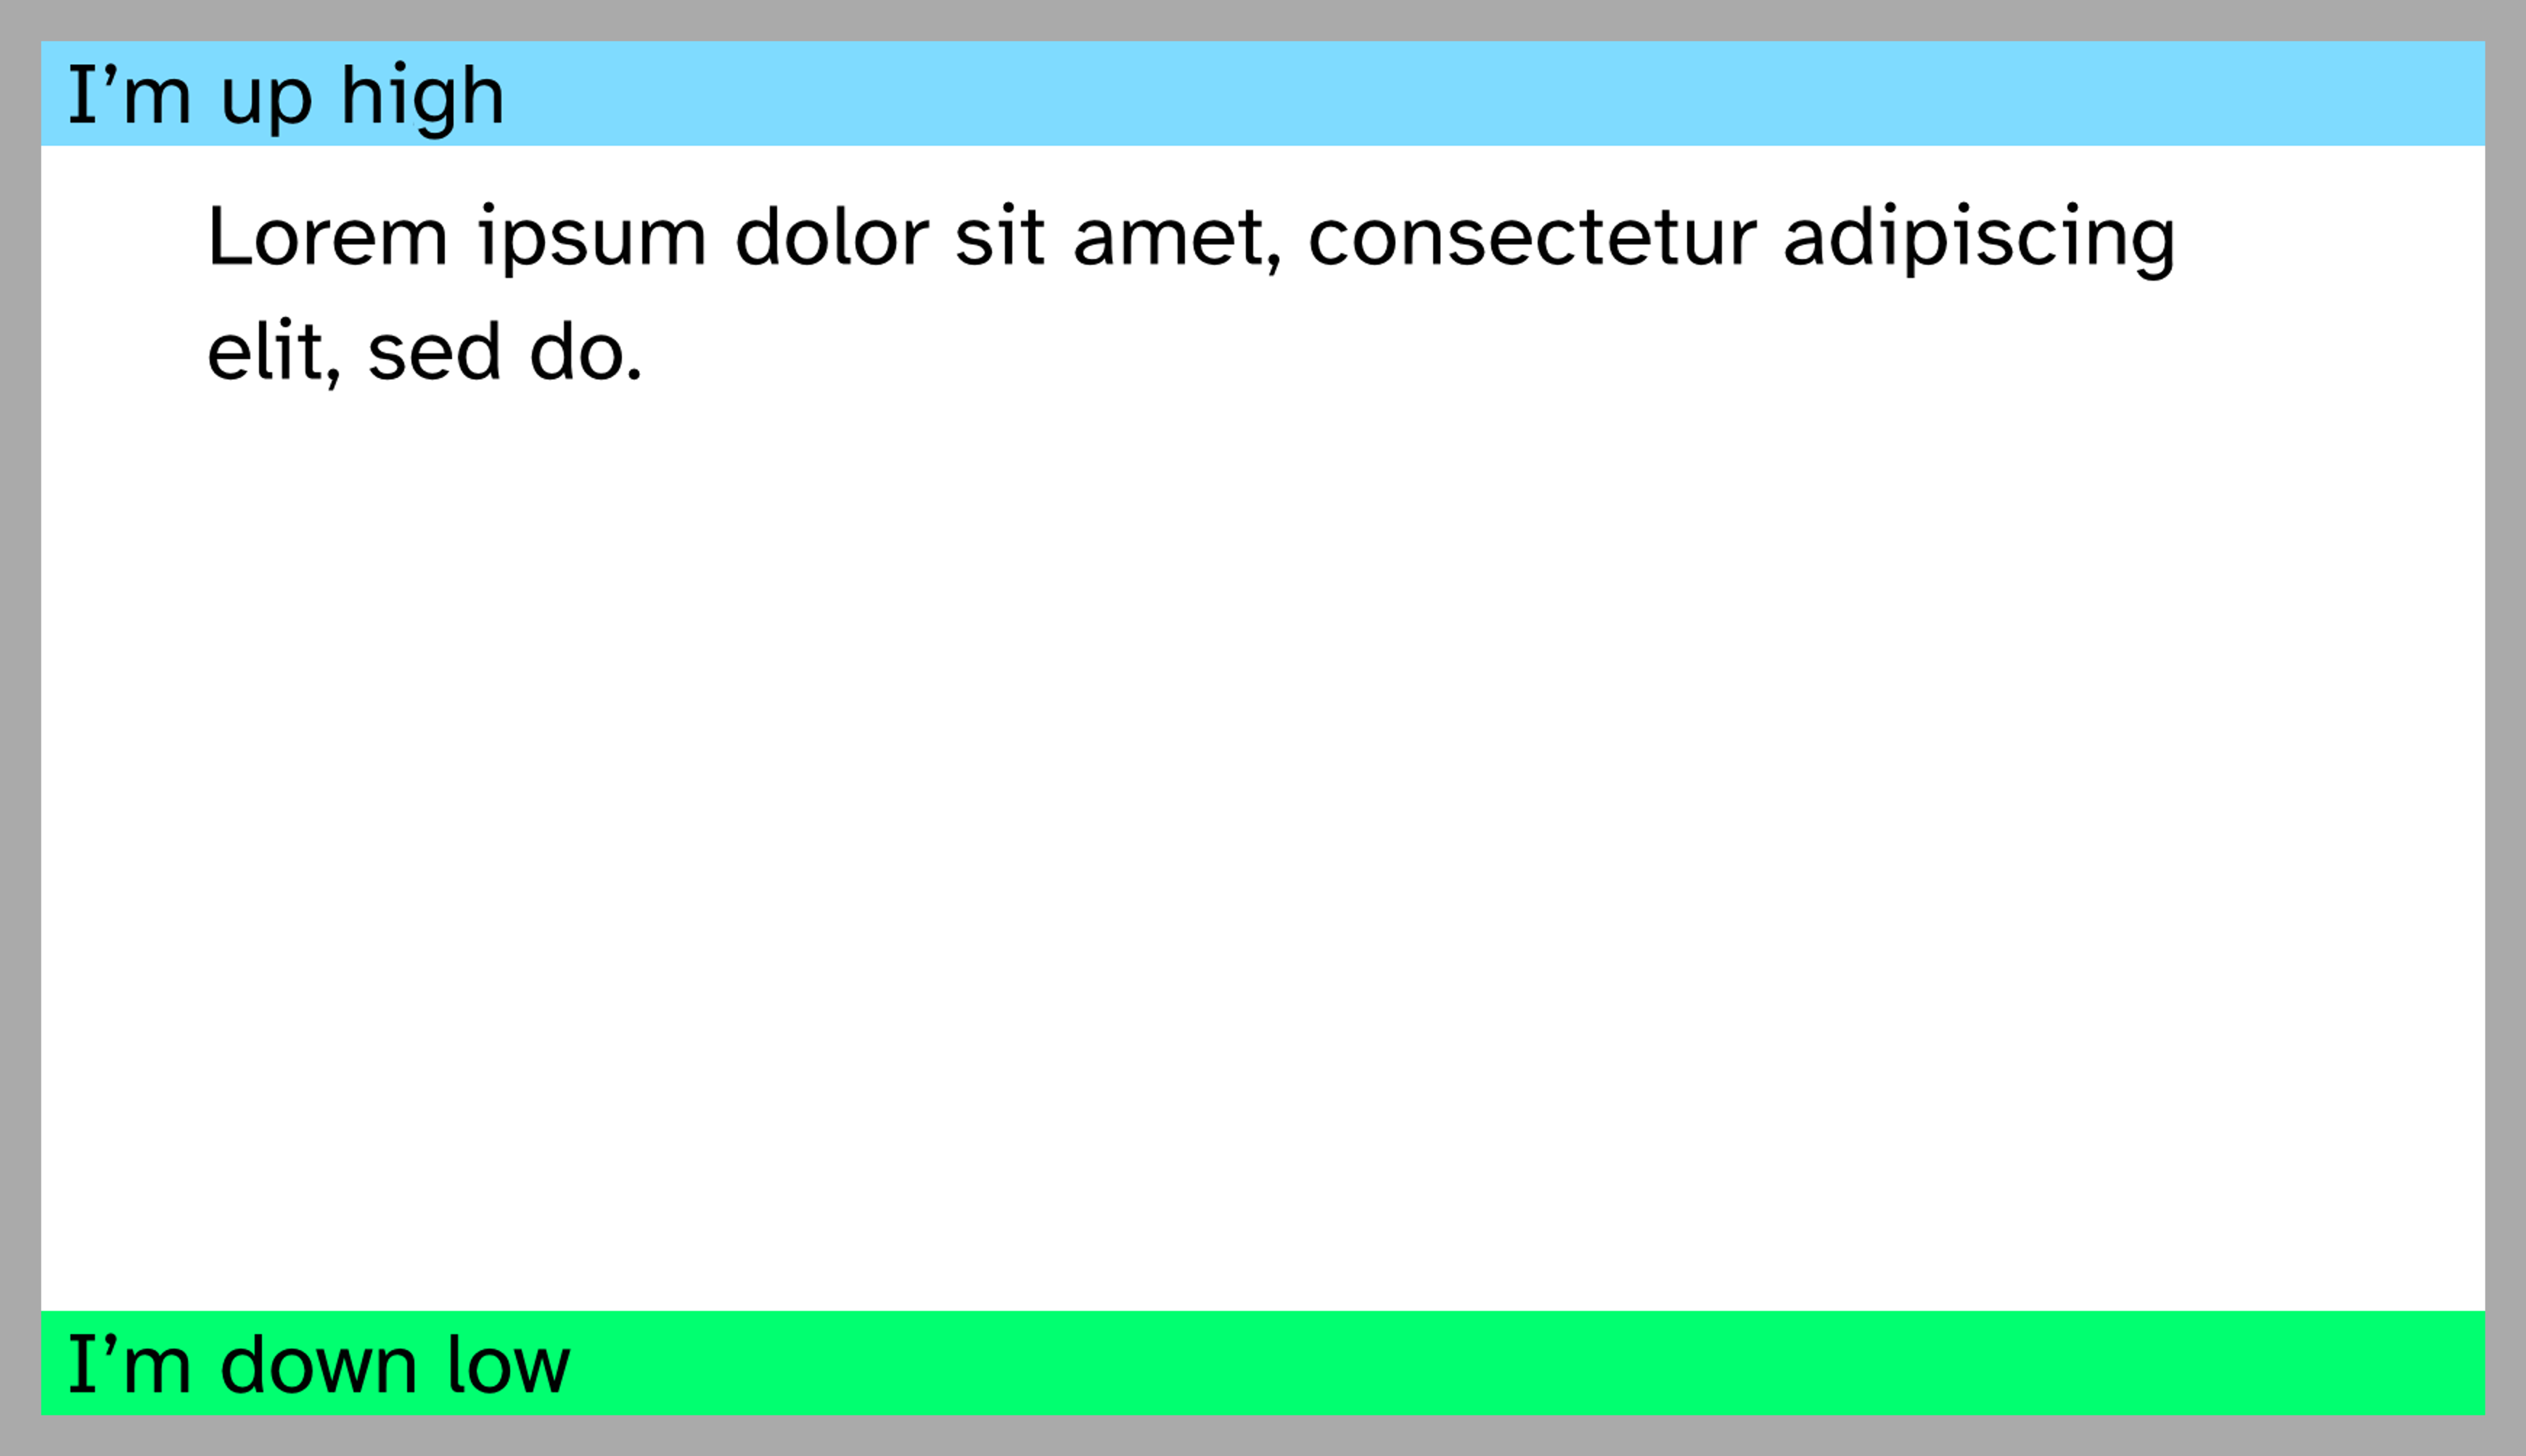 I’m up high
Lorem ipsum dolor sit amet, consectetur adipiscing
elit, sed do.
I’m down low